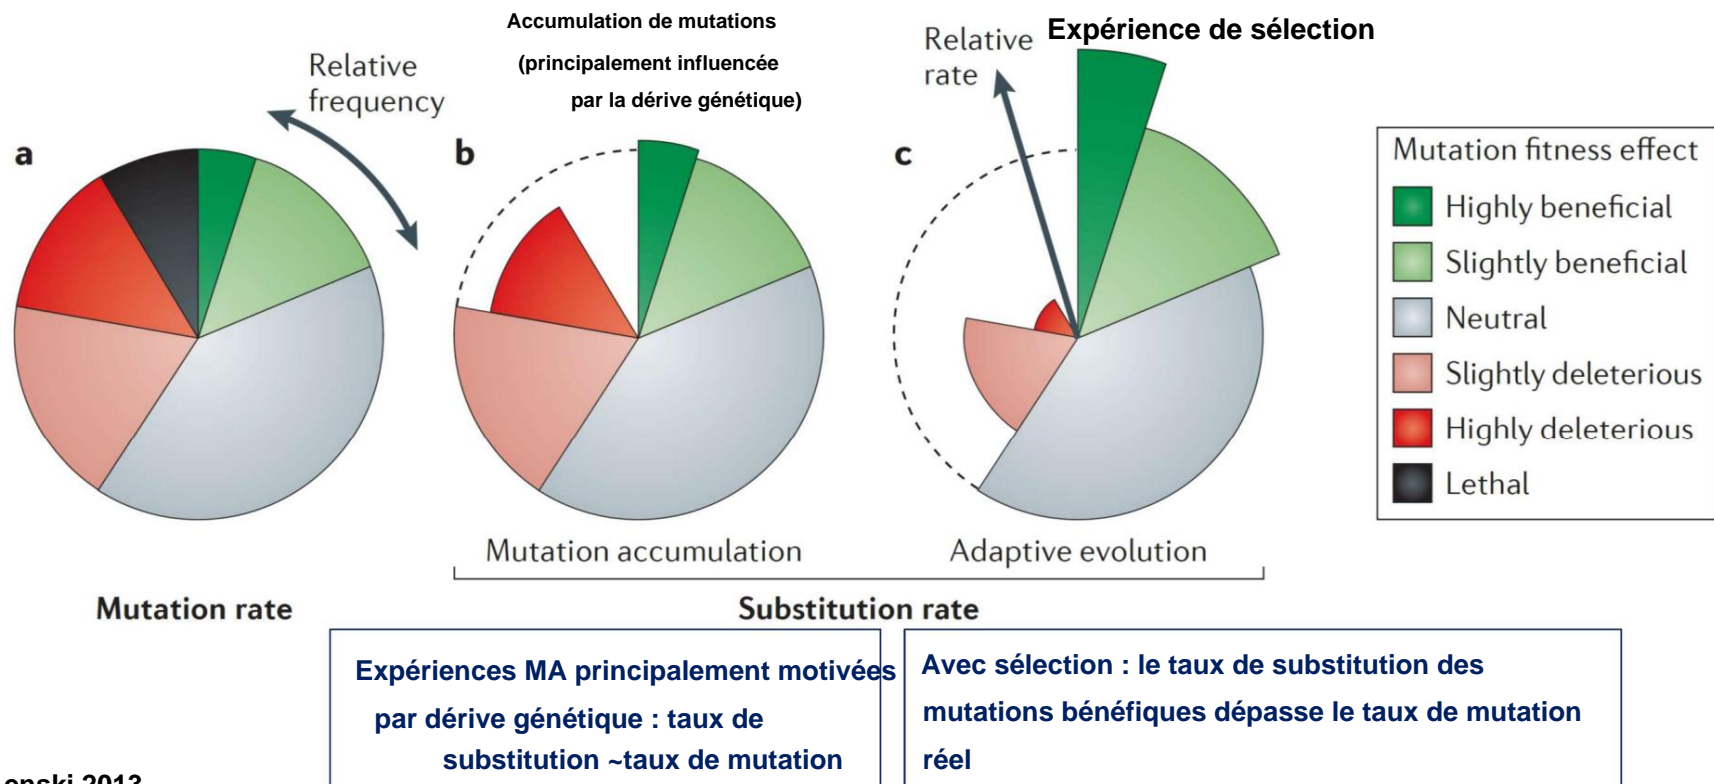 Accumulation de mutations
(principalement influencée
par la dérive génétique)
Expérience de sélection
Relative
frequency
Relative
rate
a
b
c
Mutation fitness effect
Highly beneficial
Slightly beneficial
Neutral
Slightly deleterious
Highly deleterious
Lethal
Mutation accumulation
Adaptive evolution
Mutation rate
Substitution rate
Expériences MA principalement motivées
par dérive génétique : taux de
substitution ~taux de mutation
Avec sélection : le taux de substitution des
mutations bénéfiques dépasse le taux de mutation
réel
2013